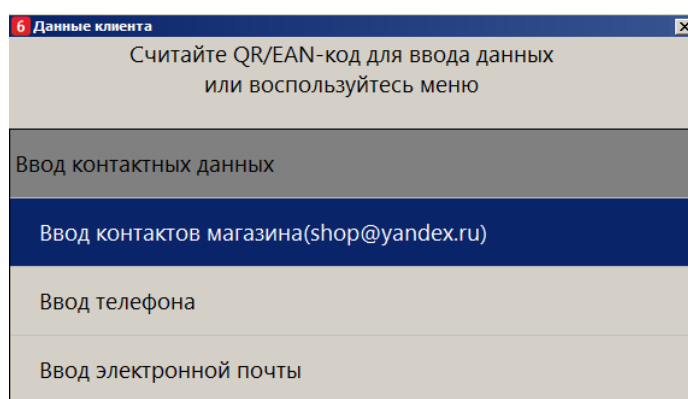 6 Данные клиента
Считайте QR/EAN-код для ввода данных
или воспользуйтесь меню
Ввод контактных данных
Ввод контактов магазина(shop@yandex.ru)
Ввод телефона
Ввод электронной почты